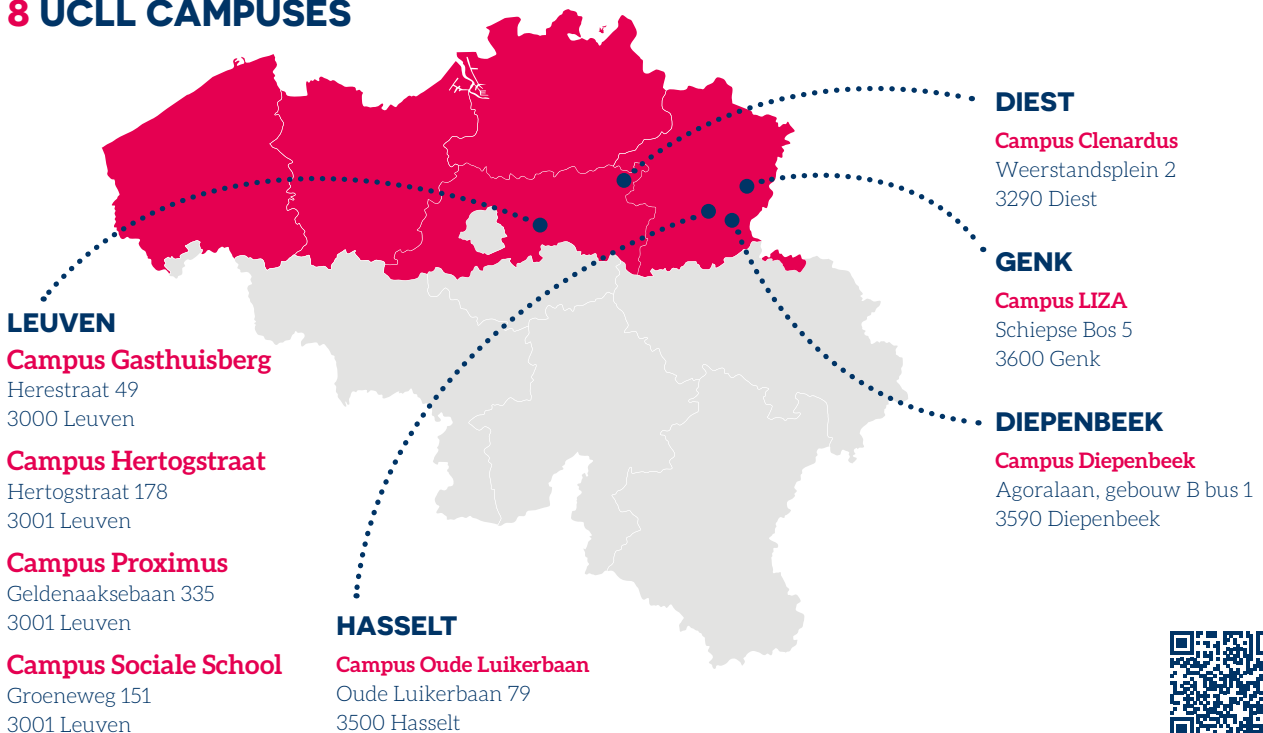 8 UCLL CAMPUSES
LEUVEN
Campus Gasthuisberg
Herestraat 49
3000 Leuven
Campus Hertogstraat
Hertogstraat 178
3001 Leuven
Campus Proximus
Geldenaaksebaan 335
3001 Leuven
Campus Sociale School
Groeneweg 151
3001 Leuven
HASSELT
Campus Oude Luikerbaan
Oude Luikerbaan 79
3500 Hasselt
DIEST
Campus Clenardus
Weerstandsplein 2
3290 Diest
GENK
Campus LIZA
Schiepse Bos 5
3600 Genk
DIEPENBEEK
Campus Diepenbeek
Agoralaan, gebouw B bus 1
3590 Diepenbeek